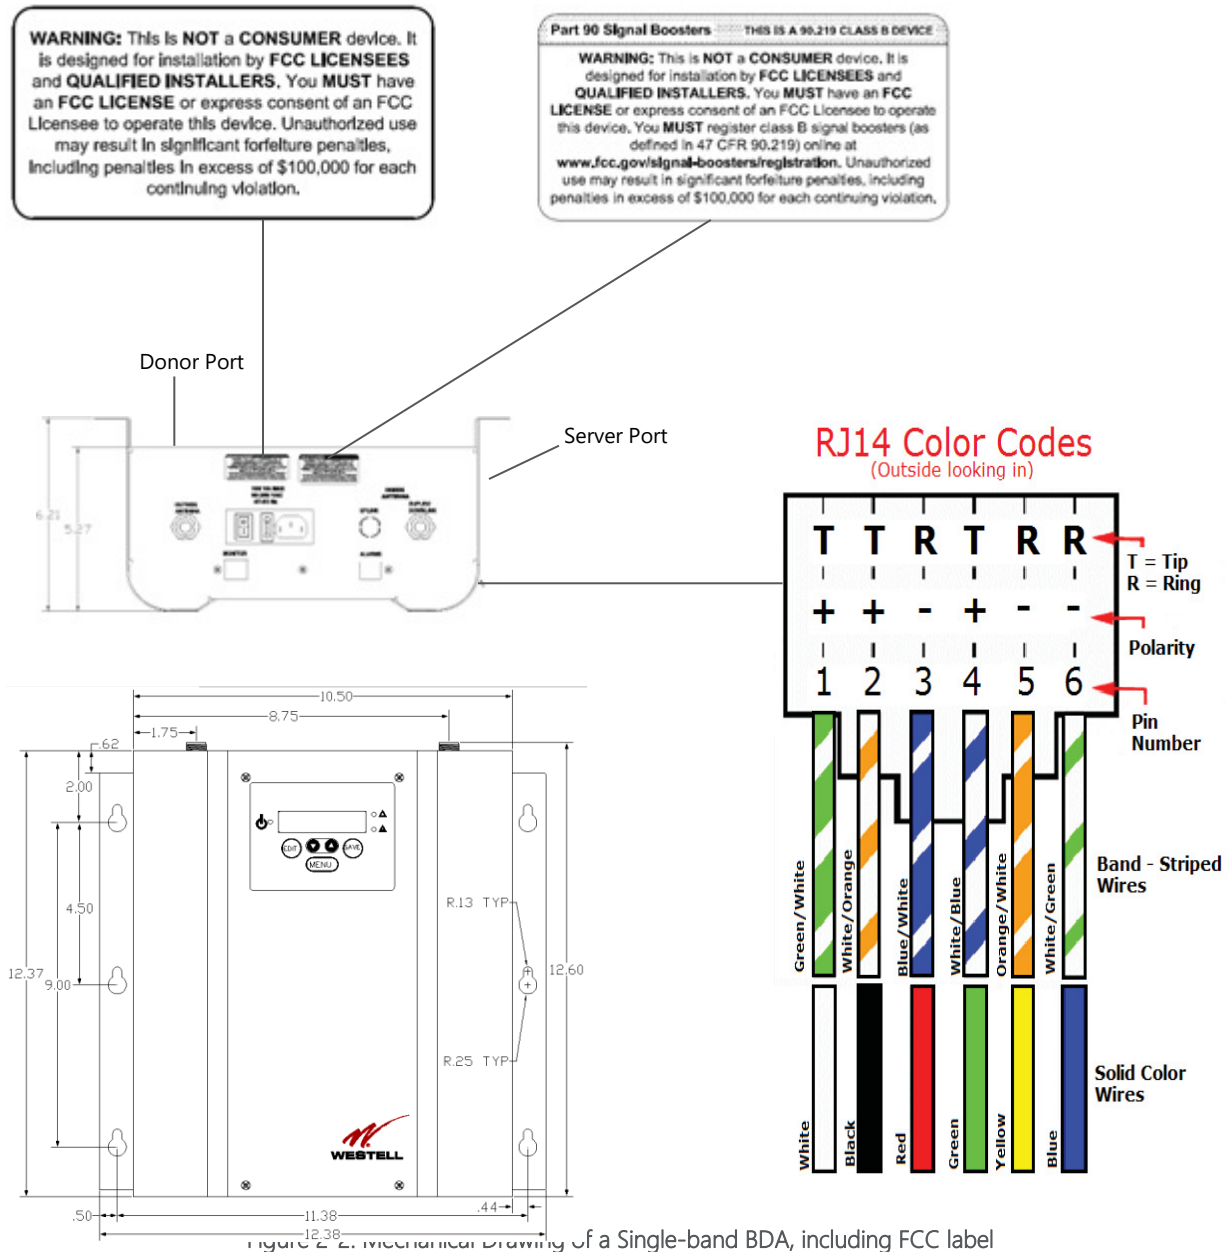 WARNING: This is NOT a CONSUMER device. It
is designed for installation by FCC LICENSEES
and QUALIFIED INSTALLERS. You MUST have
an FCC LICENSE or express consent of an FCC
Licensee to operate this device. Unauthorized use
may result in significant forfeiture penalties,
including penalties in excess of $100,000 for each
continuing violation.
Part 90 Signal Boosters THIS IS A 90.219 CLASS B DEVICE
WARNING: This is NOT a CONSUMER device. It is
designed for installation by FCC LICENSEES and
QUALIFIED INSTALLERS. You MUST have an FCC
LICENSE or express consent of an FCC Licensee to operate
this device. You MUST register class B signal boosters (as
defined in 47 CFR 90.219) online at
www.fcc.gov/signal-boosters/registration. Unauthorized
use may result in significant forfeiture penalties, including
penalties in excess of $100,000 for each continuing violation.
Donor Port
Server Port
6.21
5.27
MONITOR
ALARMS
RJ14 Color Codes
(Outside looking in)
T T R T R R
T = Tip
R = Ring
+ + - + - -
Polarity
1 2 3 4 5 6
Pin
Number
Green/White
White/Orange
Blue/White
White/Blue
Orange/White
White/Green
Band - Striped
Wires
White
Black
Red
Green
Yellow
Blue
Solid Color
Wires
10.50
8.75
1.75
.62
2.00
4.50
12.37
9.00
EDIT
SAVE
MENU
R.13 TYP
12.60
R.25 TYP
WESTELL
.50
11.38
.44
12.38
Figure 2-2. Mechanical Drawing of a Single-band BDA, including FCC label